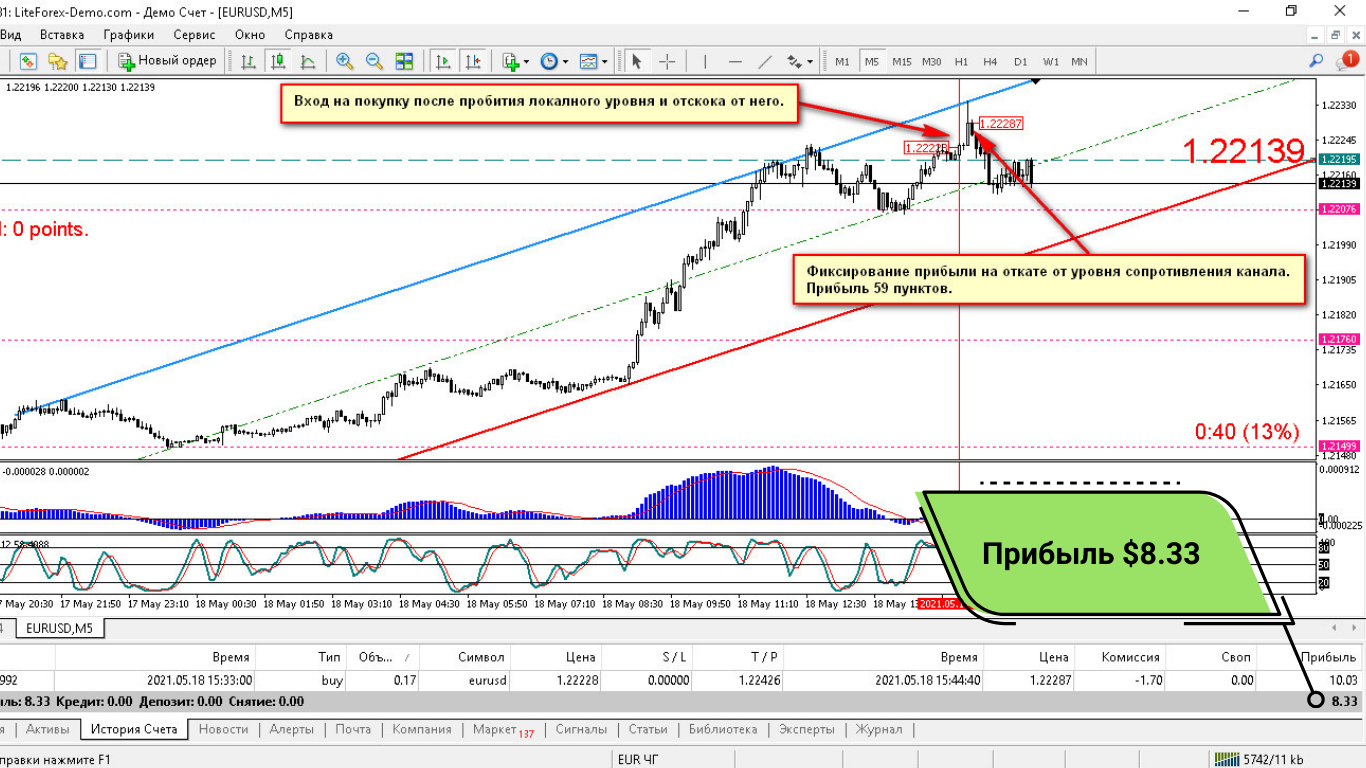 31: LiteForex-Demo.com - Демо Счет - [EURUSD,M5]
Вид Вставка Графики Сервис Окно Справка
Новый ордер M1 M5 M15 M30 H1 H4 D1 W1 MN 1
1.22196 1.22200 1.22130 1.22139
Вход на покупку после пробития локалного уровня и отскока от него.
1.22330
1.22287
1.22245
1.22228
1.22139
1.22195
1.22160
1.22139
1.22076
: 0 points.
1.21990
Фиксирование прибыли на откате от уровня сопротивления канала.
Прибыль 59 пунктов.
1.21905
1.21820
1.21760
1.21735
1.21650
1.21565
0:40 (13%)
1.21499
1.21480
-0.000028 0.000002
0.000912
-0.000225
Прибыль $8.33
50
20
May 20:30 17 May 21:50 17 May 23:10 18 May 00:30 18 May 01:50 18 May 03:10 18 May 04:30 18 May 05:50 18 May 07:10 18 May 08:30 18 May 09:50 18 May 11:10 18 May 12:30 18 May
EURUSD,M5
Время Тип Объ... / Символ Цена S / L T / P Время Цена Комиссия Своп Прибыль
992 2021.05.18 15:33:00 buy 0.17 eurusd 1.22228 0.00000 1.22426 2021.05.18 15:44:40 1.22287 -1.70 0.00 10.03
ль: 8.33 Кредит: 0.00 Депозит: 0.00 Снятие: 0.00 8.33
я Активы История Счета Новости Алерты Почта Компания Маркет 137 Сигналы Статьи Библиотека Эксперты Журнал
правки нажмите F1 EUR ЧГ 5742/11 kb